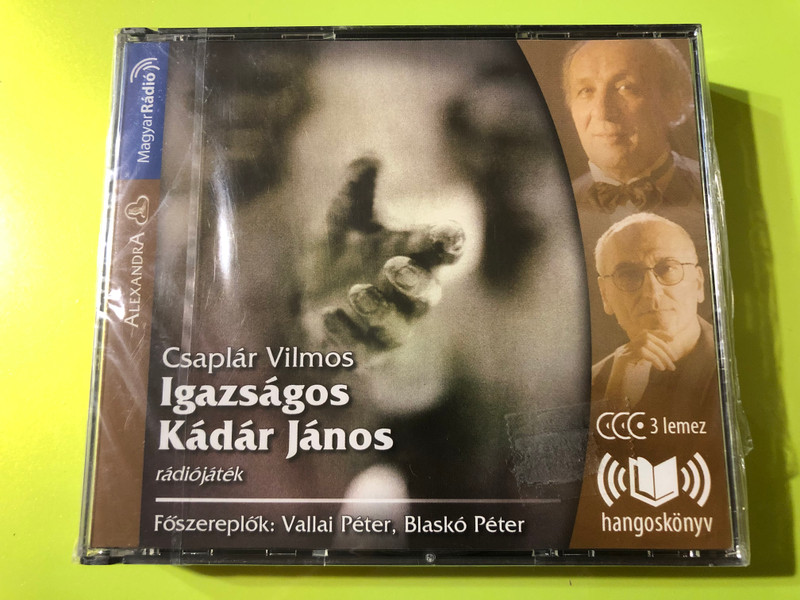 MagyarRádió
ALEXANDRA
Csaplár Vilmos
Igazságos
Kádár János
rádiójáték
Főszereplők: Vallai Péter, Blaskó Péter
3 lemez
hangoskönyv